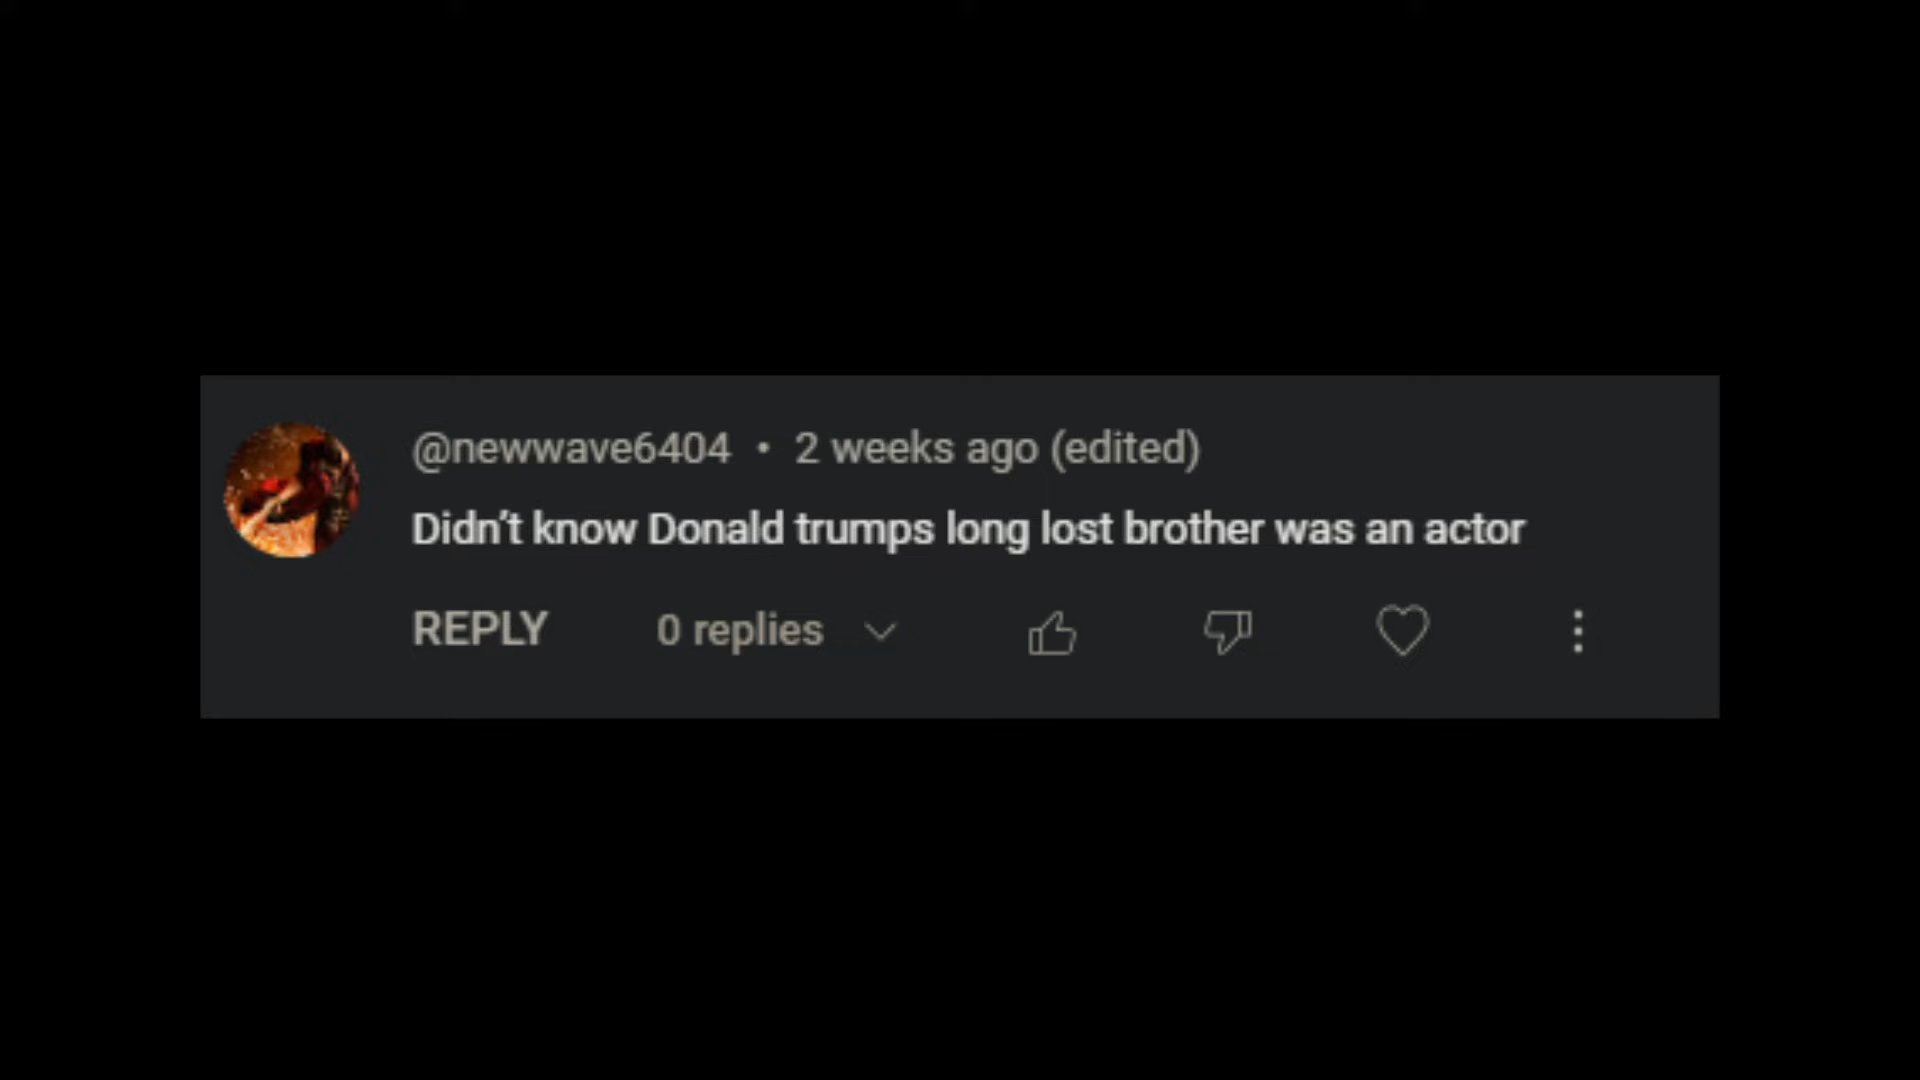 @newwave6404 • 2 weeks ago (edited)
Didn't know Donald trumps long lost brother was an actor
REPLY 0 replies